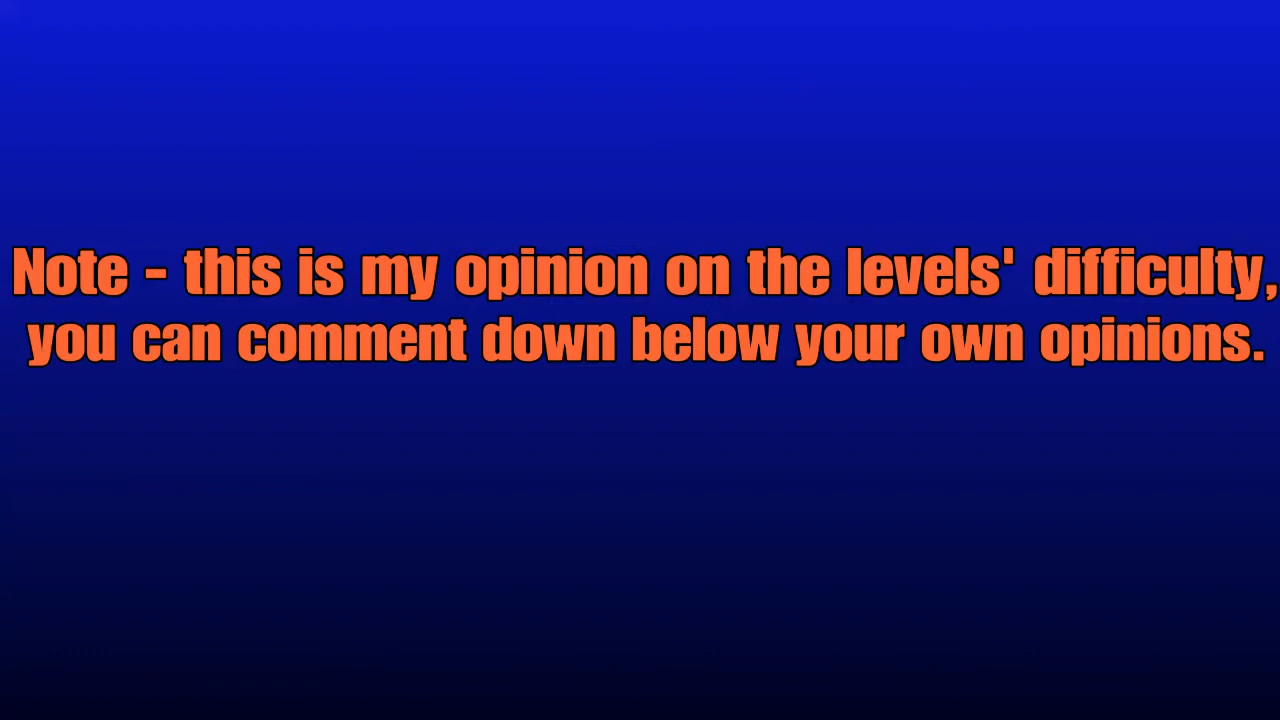 Note - this is my opinion on the levels' difficulty,
you can comment down below your own opinions.